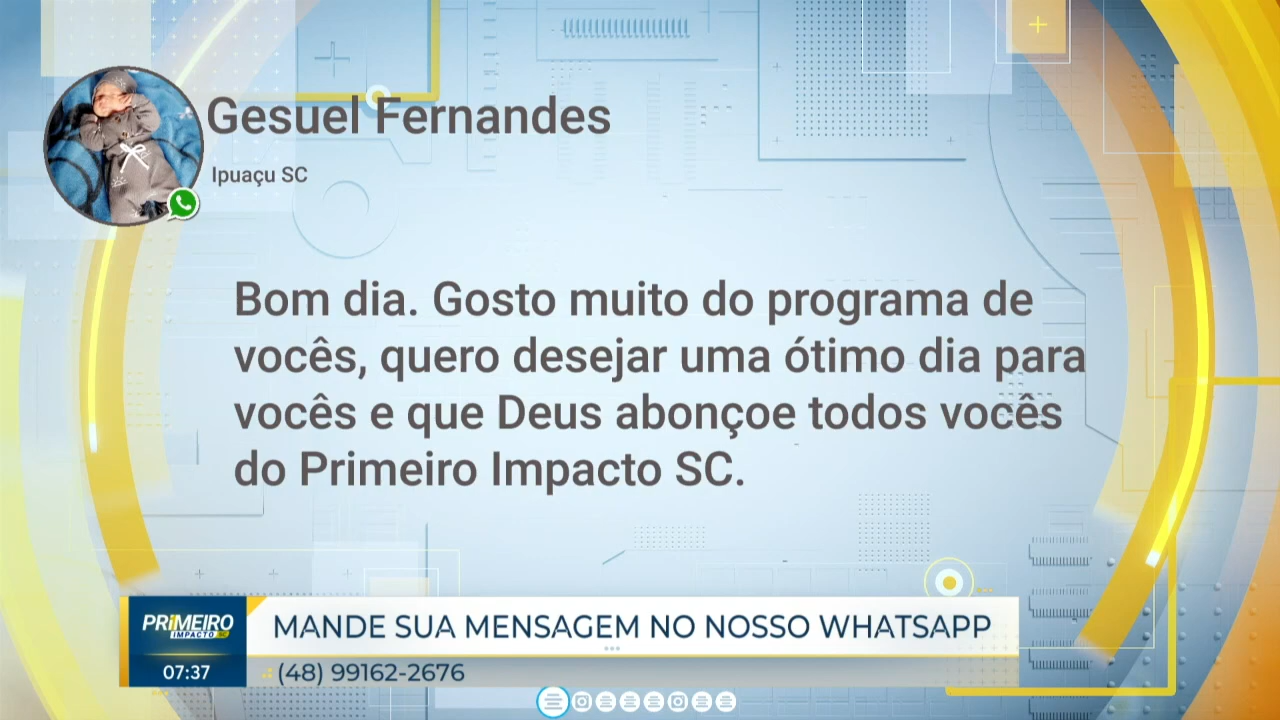 Gesuel Fernandes
Ipuaçu SC
Bom dia. Gosto muito do programa de
vocês, quero desejar uma ótimo dia para
vocês e que Deus abonçoe todos vocês
do Primeiro Impacto SC.
PRIMEIRO
IMPACTO SC
MANDE SUA MENSAGEM NO NOSSO WHATSAPP
07:37
(48) 99162-2676